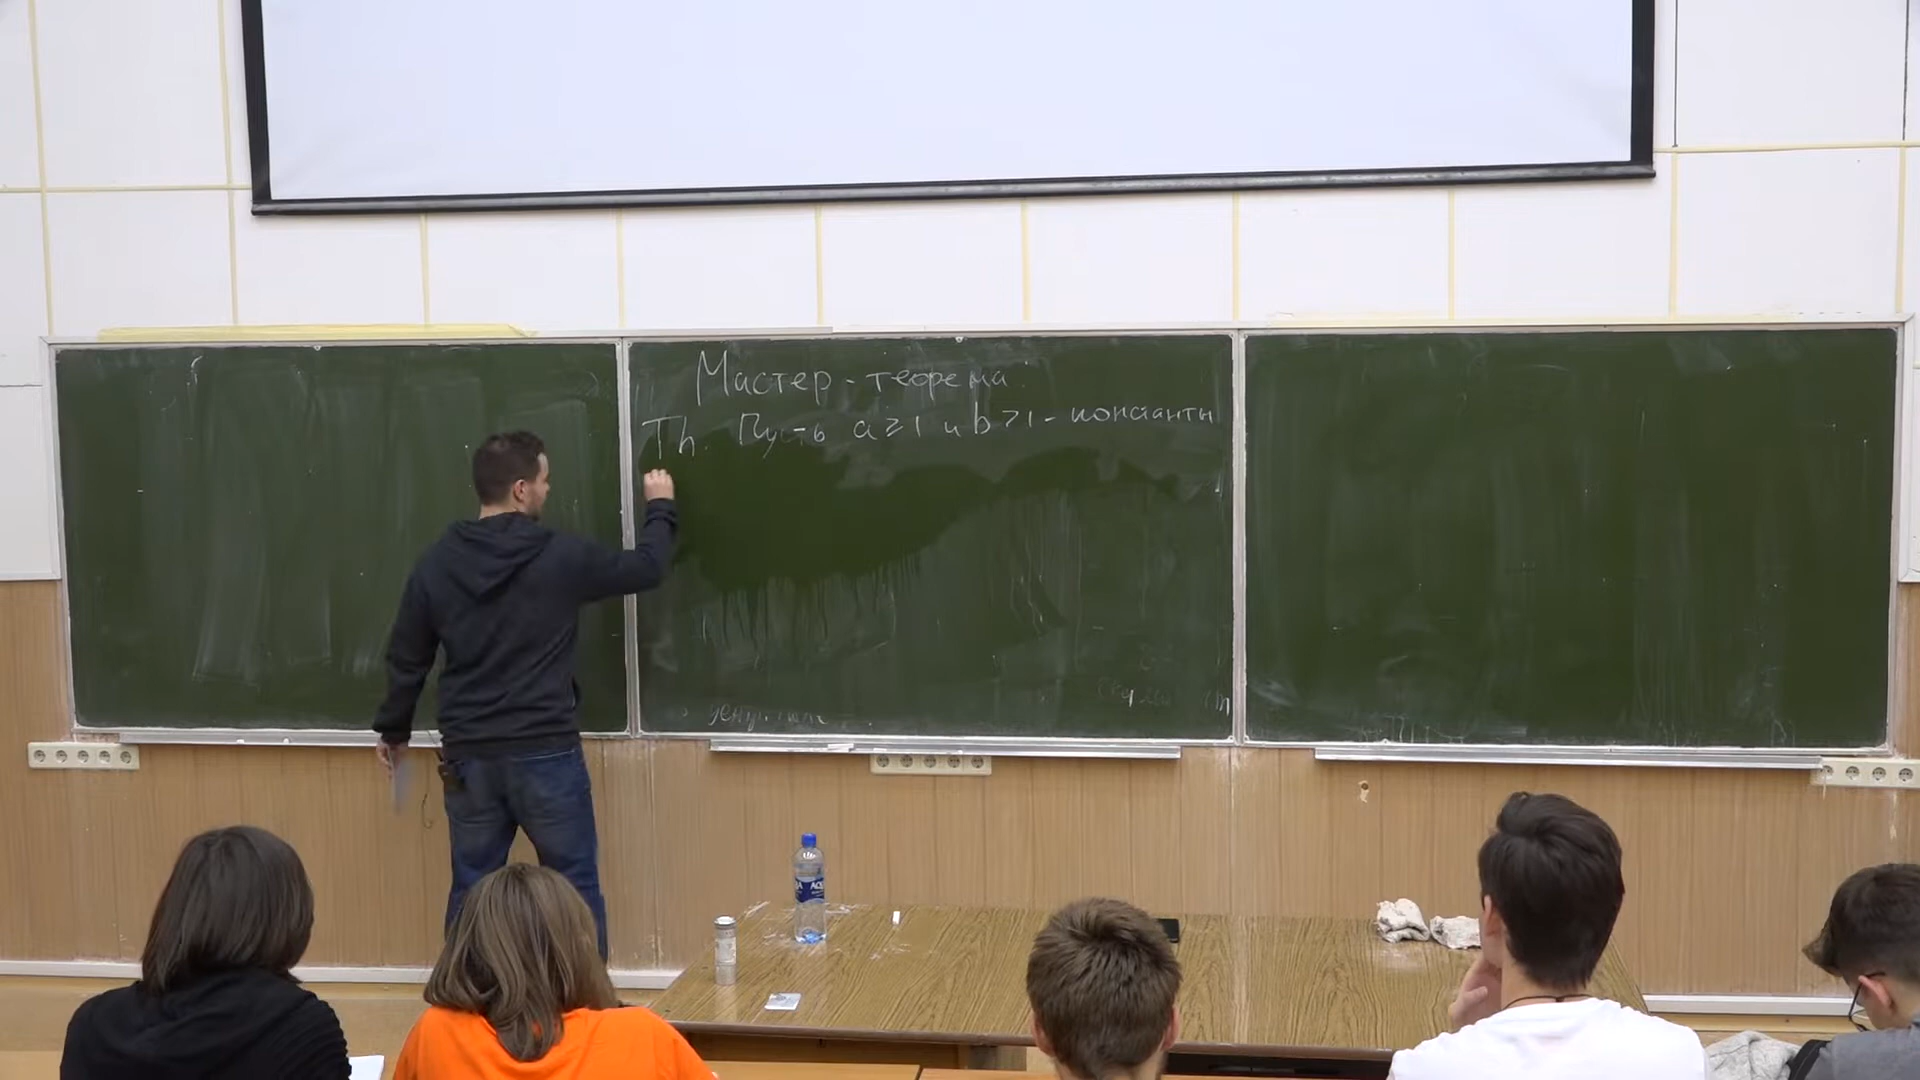 Мастер - теорема:
Th. Пусть a ≥ 1 и b > 1 - константы